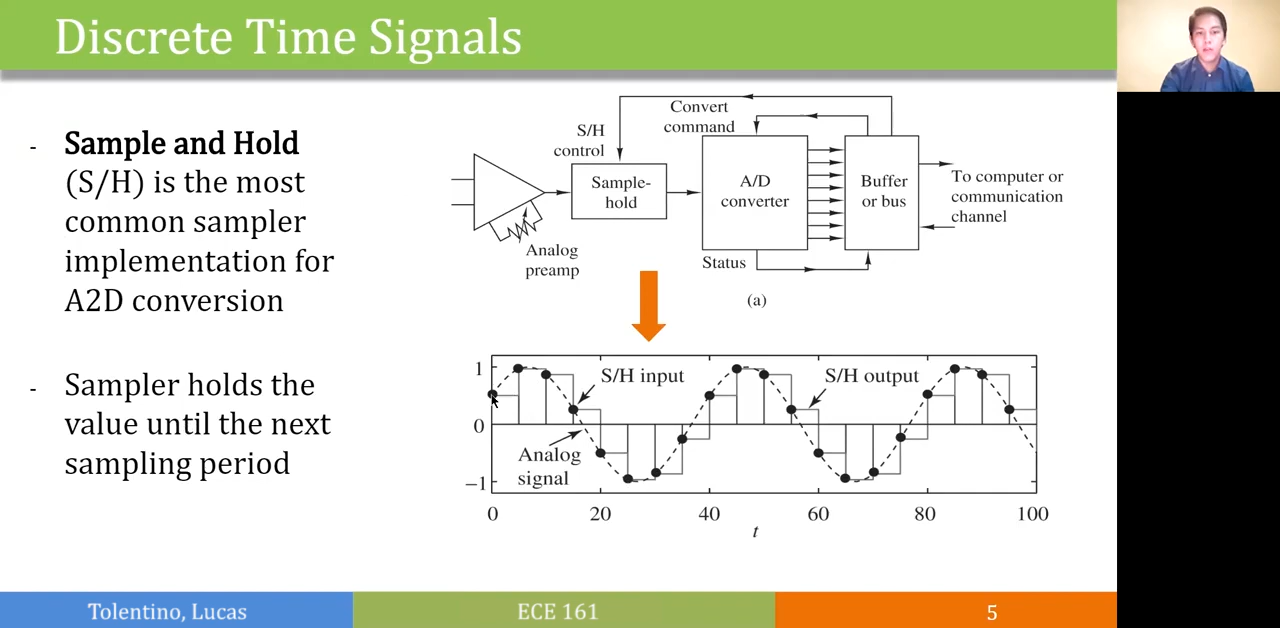 Discrete Time Signals
- Sample and Hold
(S/H) is the most
common sampler
implementation for
A2D conversion
- Sampler holds the
value until the next
sampling period
Convert
command
S/H
control
Sample-
hold
A/D
converter
Buffer
or bus
To computer or
communication
channel
Analog
preamp
Status
(a)
1
0
−1
S/H input
S/H output
Analog
signal
0 20 40 60 80 100
t
Tolentino, Lucas ECE 161 5